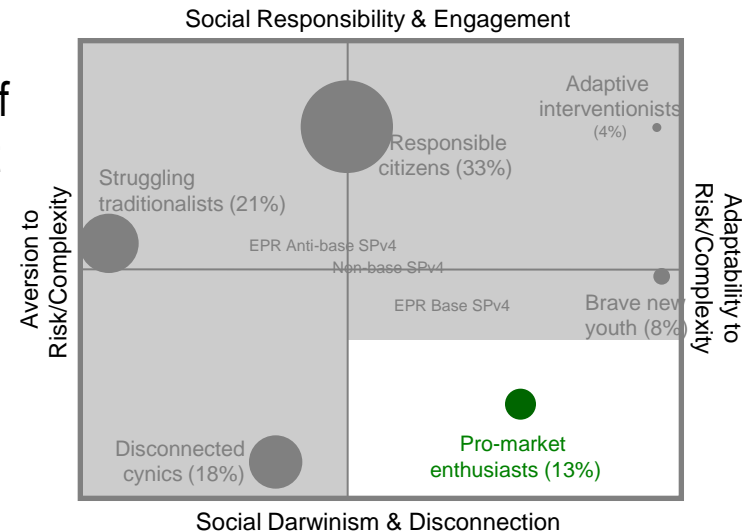 Social Responsibility & Engagement
f
Adaptive
interventionists
(4%)
Responsible
citizens (33%)
Struggling
traditionalists (21%)
EPR Anti-base SPv4
Non-base SPv4
EPR Base SPv4
Brave new
youth (8%)
Aversion to
Risk/Complexity
Adaptability to
Risk/Complexity
Pro-market
enthusiasts (13%)
Disconnected
cynics (18%)
Social Darwinism & Disconnection